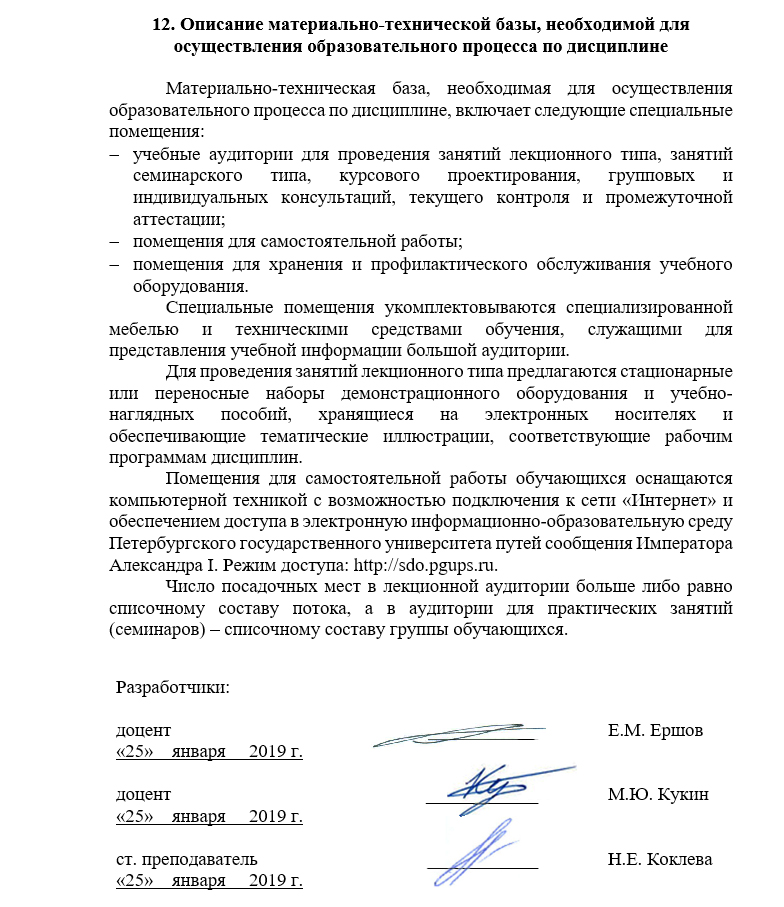 12. Описание материально-технической базы, необходимой для
осуществления образовательного процесса по дисциплине
Материально-техническая база, необходимая для осуществления
образовательного процесса по дисциплине, включает следующие специальные
помещения:
– учебные аудитории для проведения занятий лекционного типа, занятий
семинарского типа, курсового проектирования, групповых и
индивидуальных консультаций, текущего контроля и промежуточной
аттестации;
– помещения для самостоятельной работы;
– помещения для хранения и профилактического обслуживания учебного
оборудования.
Специальные помещения укомплектовываются специализированной
мебелью и техническими средствами обучения, служащими для
представления учебной информации большой аудитории.
Для проведения занятий лекционного типа предлагаются стационарные
или переносные наборы демонстрационного оборудования и учебно-
наглядных пособий, хранящиеся на электронных носителях и
обеспечивающие тематические иллюстрации, соответствующие рабочим
программам дисциплин.
Помещения для самостоятельной работы обучающихся оснащаются
компьютерной техникой с возможностью подключения к сети «Интернет» и
обеспечением доступа в электронную информационно-образовательную среду
Петербургского государственного университета путей сообщения Императора
Александра I. Режим доступа: http://sdo.pgups.ru.
Число посадочных мест в лекционной аудитории больше либо равно
списочному составу потока, а в аудитории для практических занятий
(семинаров) – списочному составу группы обучающихся.
Разработчики:
доцент Е.М. Ершов
«25» января 2019 г.
доцент М.Ю. Кукин
«25» января 2019 г.
ст. преподаватель Н.Е. Коклева
«25» января 2019 г.